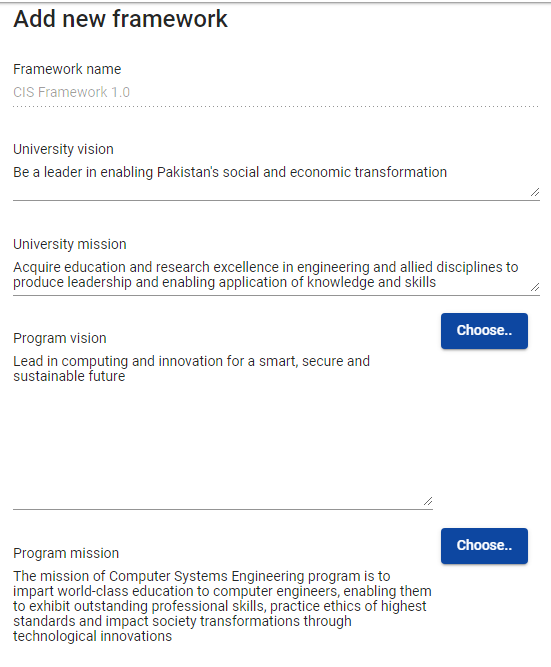 Add new framework
Framework name
CIS Framework 1.0
University vision
Be a leader in enabling Pakistan's social and economic transformation
University mission
Acquire education and research excellence in engineering and allied disciplines to
produce leadership and enabling application of knowledge and skills
Choose..
Program vision
Lead in computing and innovation for a smart, secure and
sustainable future
Choose..
Program mission
The mission of Computer Systems Engineering program is to
impart world-class education to computer engineers, enabling them
to exhibit outstanding professional skills, practice ethics of highest
standards and impact society transformations through
technological innovations